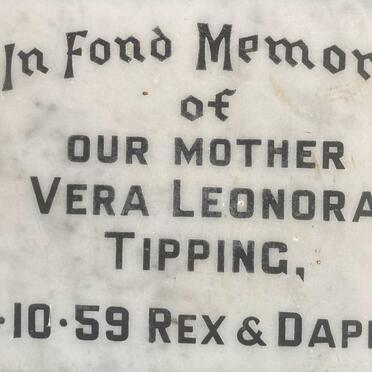 In Fond Memor
of
OUR MOTHER
VERA LEONORA
TIPPING,
·10·59 REX & DAP